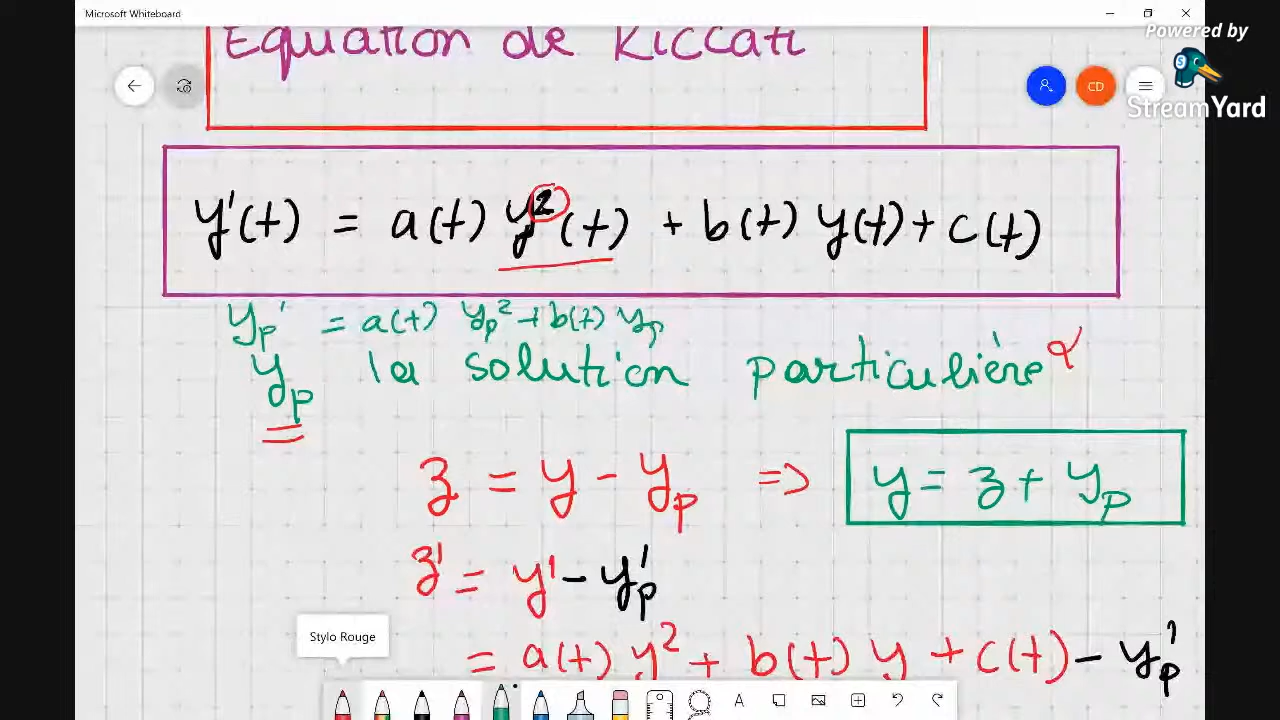 Microsoft Whiteboard
Powered by
StreamYard
Equation de Riccati
CD
y'(t) = a(t) y²(t) + b(t) y(t) + c(t)
yₚ' = a(t) yₚ² + b(t) yₚ
yₚ la solution particulière
z = y - yₚ => y = z + yₚ
z' = y' - yₚ'
= a(t) y² + b(t) y + c(t) - yₚ'
Stylo Rouge